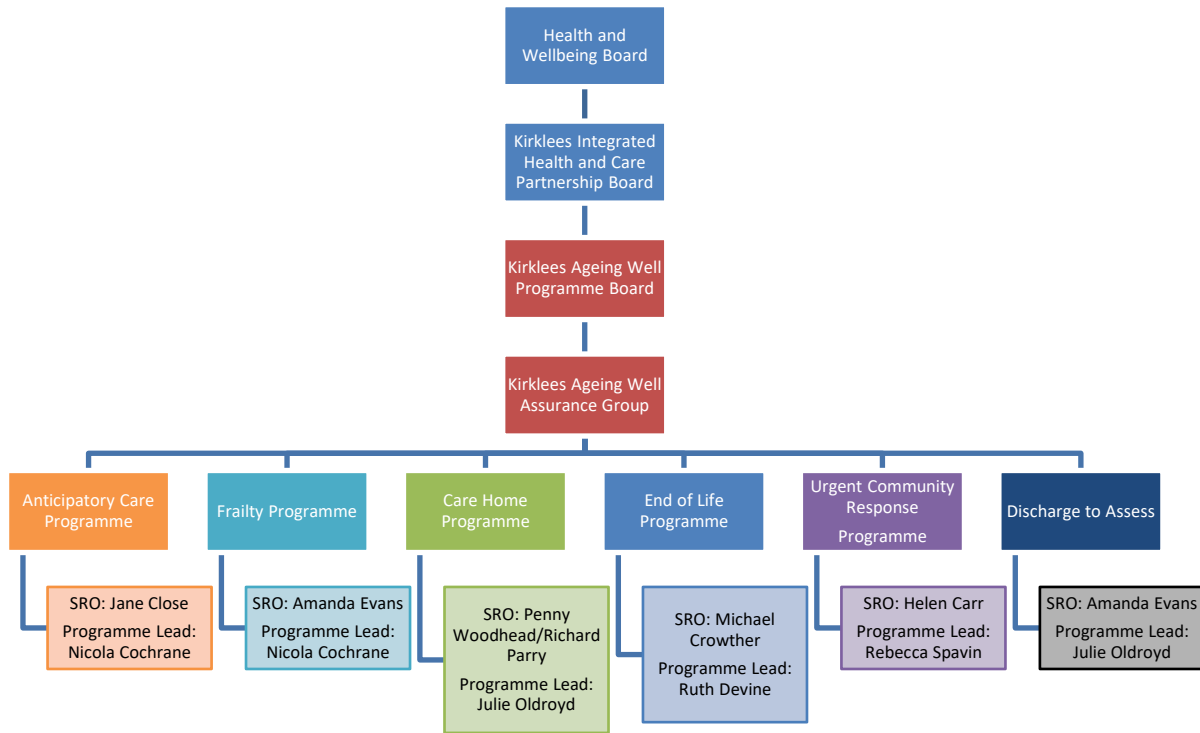 Health and
Wellbeing Board
Kirklees Integrated
Health and Care
Partnership Board
Kirklees Ageing Well
Programme Board
Kirklees Ageing Well
Assurance Group
Anticipatory Care
Programme
SRO: Jane Close
Programme Lead:
Nicola Cochrane
Frailty Programme
SRO: Amanda Evans
Programme Lead:
Nicola Cochrane
Care Home
Programme
SRO: Penny
Woodhead/Richard
Parry
Programme Lead:
Julie Oldroyd
End of Life
Programme
SRO: Michael
Crowther
Programme Lead:
Ruth Devine
Urgent Community
Response
Programme
SRO: Helen Carr
Programme Lead:
Rebecca Spavin
Discharge to Assess
SRO: Amanda Evans
Programme Lead:
Julie Oldroyd